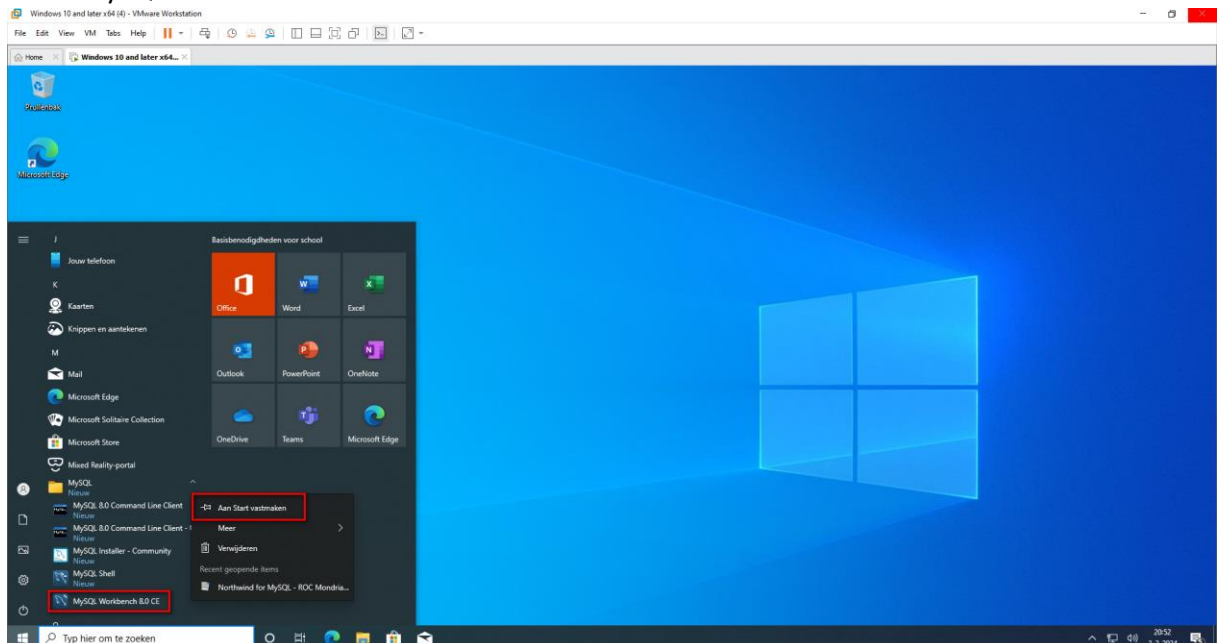 Windows 10 and later x64 (4) - VMware Workstation
File Edit View VM Tabs Help
Home
Windows 10 and later x64...
Prullenbak
Microsoft Edge
J
Jouw telefoon
K
Kaarten
Knippen en aantekenen
M
Mail
Microsoft Edge
Microsoft Solitaire Collection
Microsoft Store
Mixed Reality-portal
MySQL
Nieuw
MySQL 8.0 Command Line Client
Nieuw
MySQL 8.0 Command Line Client -
Nieuw
MySQL Installer - Community
Nieuw
MySQL Shell
Nieuw
MySQL Workbench 8.0 CE
Basisbenodigdheden voor school
Office
Word
Excel
Outlook
PowerPoint
OneNote
OneDrive
Teams
Microsoft Edge
Aan Start vastmaken
Meer
Verwijderen
Recent geopende items
Northwind for MySQL - ROC Mondria...
Typ hier om te zoeken
20:52